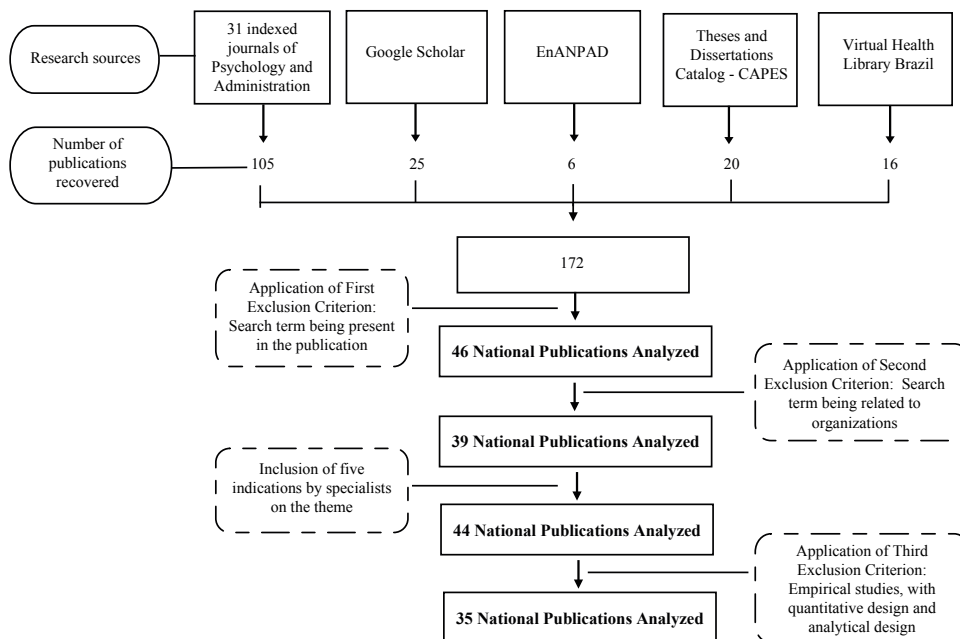 Research sources
31 indexed
journals of
Psychology and
Administration
Google Scholar
EnANPAD
Theses and
Dissertations
Catalog - CAPES
Virtual Health
Library Brazil
Number of
publications
recovered
105
25
6
20
16
172
Application of First
Exclusion Criterion:
Search term being present
in the publication
46 National Publications Analyzed
Application of Second
Exclusion Criterion: Search
term being related to
organizations
39 National Publications Analyzed
Inclusion of five
indications by specialists
on the theme
44 National Publications Analyzed
Application of Third
Exclusion Criterion:
Empirical studies, with
quantitative design and
analytical design
35 National Publications Analyzed